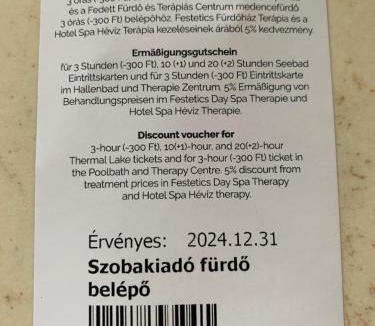 3 órás (-300 Ft)
és a Fedett Fürdő és Terápiás Centrum medencefürdő
3 órás (-300 Ft) belépőhöz. Festetics Fürdőház Terápia és a
Hotel Spa Hévíz Terápia kezeléseinek árából 5% kedvezmény.
Ermäßigungsgutschein
für 3 Stunden (-300 Ft), 10 (+1) und 20 (+2) Stunden Seebad
Eintrittskarten und für 3 Stunden (-300 Ft) Eintrittskarte
im Hallenbad und Therapie Zentrum. 5% Ermäßigung von
Behandlungspreisen im Festetics Day Spa Therapie und
Hotel Spa Hévíz Therapie.
Discount voucher for
3-hour (-300 Ft), 10(+1)-hour, and 20(+2)-hour
Thermal Lake tickets and for 3-hour (-300 Ft) ticket in
the Poolbath and Therapy Centre. 5% discount from
treatment prices in Festetics Day Spa Therapy
and Hotel Spa Hévíz therapy.
Érvényes: 2024.12.31
Szobakiadó fürdő
belépő